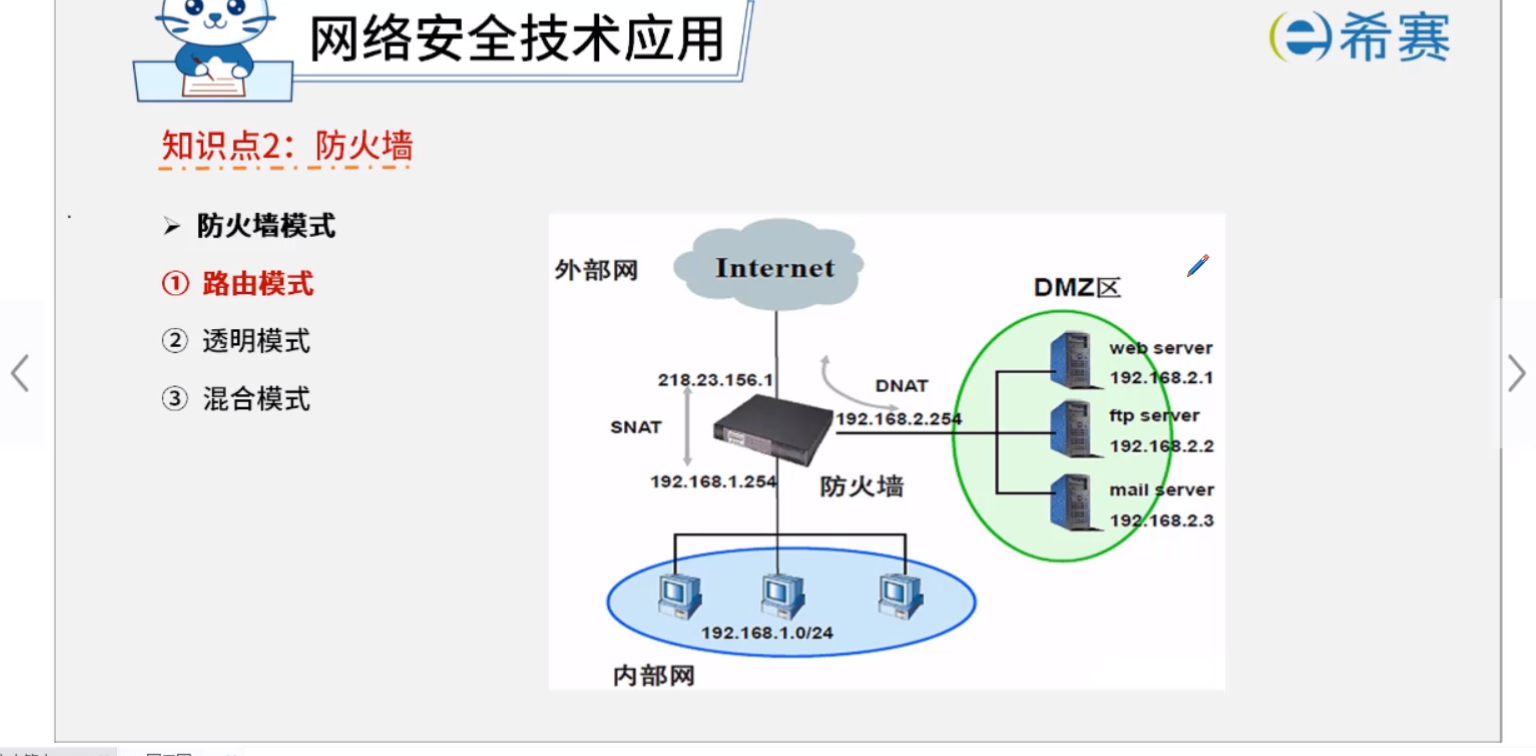 网络安全技术应用
希赛
知识点2：防火墙
➢ 防火墙模式
① 路由模式
② 透明模式
③ 混合模式
外部网
Internet
DMZ区
web server
192.168.2.1
218.23.156.1
DNAT
192.168.2.254
ftp server
SNAT
192.168.2.2
192.168.1.254
防火墙
mail server
192.168.2.3
192.168.1.0/24
内部网